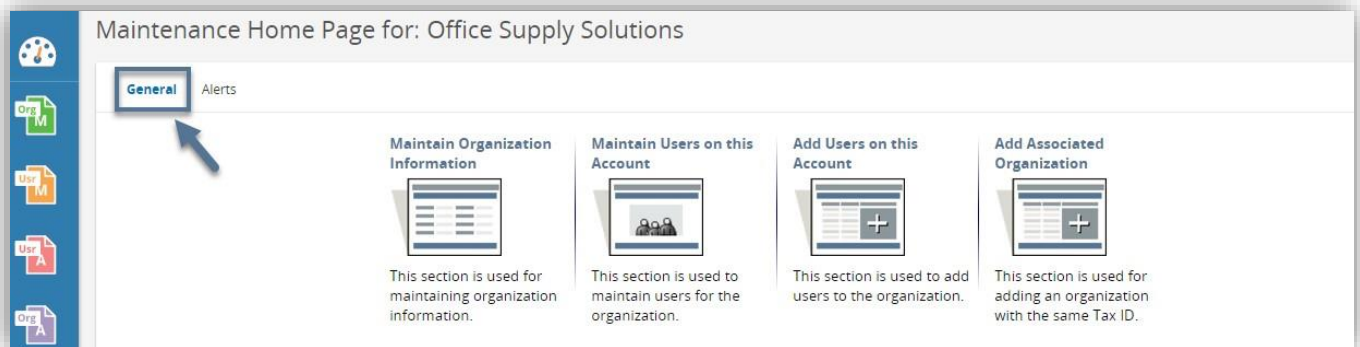 Maintenance Home Page for: Office Supply Solutions
General Alerts
Org
M
Usr
M
Usr
A
Org
A
Maintain Organization
Information
This section is used for
maintaining organization
information.
Maintain Users on this
Account
This section is used to
maintain users for the
organization.
Add Users on this
Account
This section is used to add
users to the organization.
Add Associated
Organization
This section is used for
adding an organization
with the same Tax ID.